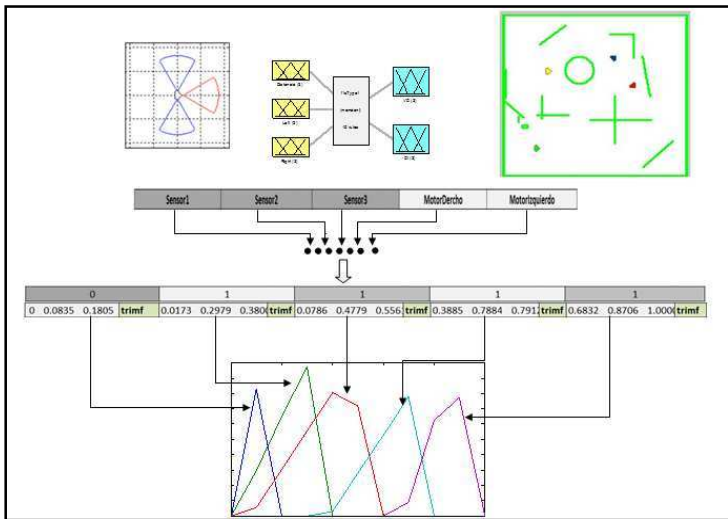 Sensor1 Sensor2 Sensor3 MotorDercho MotorIzquierdo
0 1 1 1 1
0 0.0835 0.1805 trimf 0.0173 0.2979 0.380 trimf 0.0786 0.4779 0.556 trimf 0.3885 0.7884 0.791 trimf 0.6832 0.8706 1.000 trimf